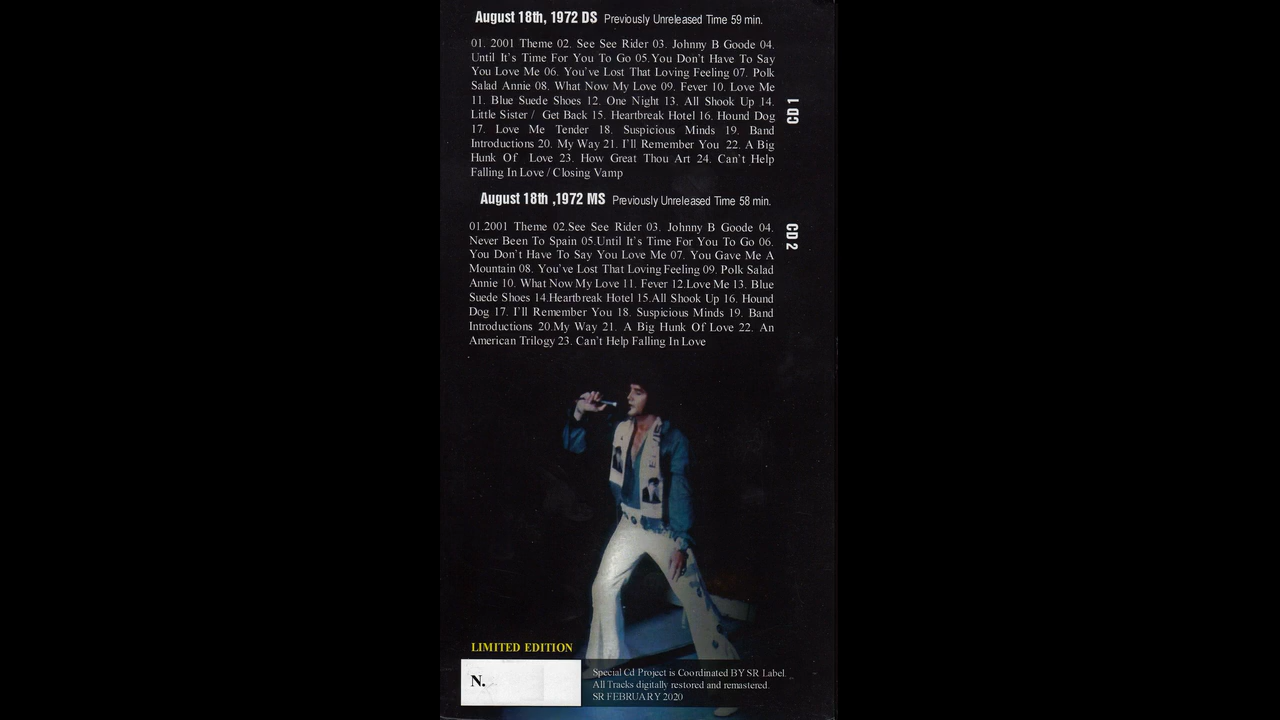 August 18th, 1972 DS Previously Unreleased Time 59 min.
01. 2001 Theme 02. See See Rider 03. Johnny B Goode 04.
Until It's Time For You To Go 05.You Don't Have To Say
You Love Me 06. You've Lost That Loving Feeling 07. Polk
Salad Annie 08. What Now My Love 09. Fever 10. Love Me
11. Blue Suede Shoes 12. One Night 13. All Shook Up 14.
Little Sister / Get Back 15. Heartbreak Hotel 16. Hound Dog
17. Love Me Tender 18. Suspicious Minds 19. Band
Introductions 20. My Way 21. I'll Remember You 22. A Big
Hunk Of Love 23. How Great Thou Art 24. Can't Help
Falling In Love / Closing Vamp
CD 1
August 18th ,1972 MS Previously Unreleased Time 58 min.
01.2001 Theme 02.See See Rider 03. Johnny B Goode 04.
Never Been To Spain 05.Until It's Time For You To Go 06.
You Don't Have To Say You Love Me 07. You Gave Me A
Mountain 08. You've Lost That Loving Feeling 09. Polk Salad
Annie 10. What Now My Love 11. Fever 12.Love Me 13. Blue
Suede Shoes 14.Heartbreak Hotel 15.All Shook Up 16. Hound
Dog 17. I'll Remember You 18. Suspicious Minds 19. Band
Introductions 20.My Way 21. A Big Hunk Of Love 22. An
American Trilogy 23. Can't Help Falling In Love
CD 2
LIMITED EDITION
N.
Special Cd Project is Coordinated BY SR Label.
All Tracks digitally restored and remastered.
SR FEBRUARY 2020